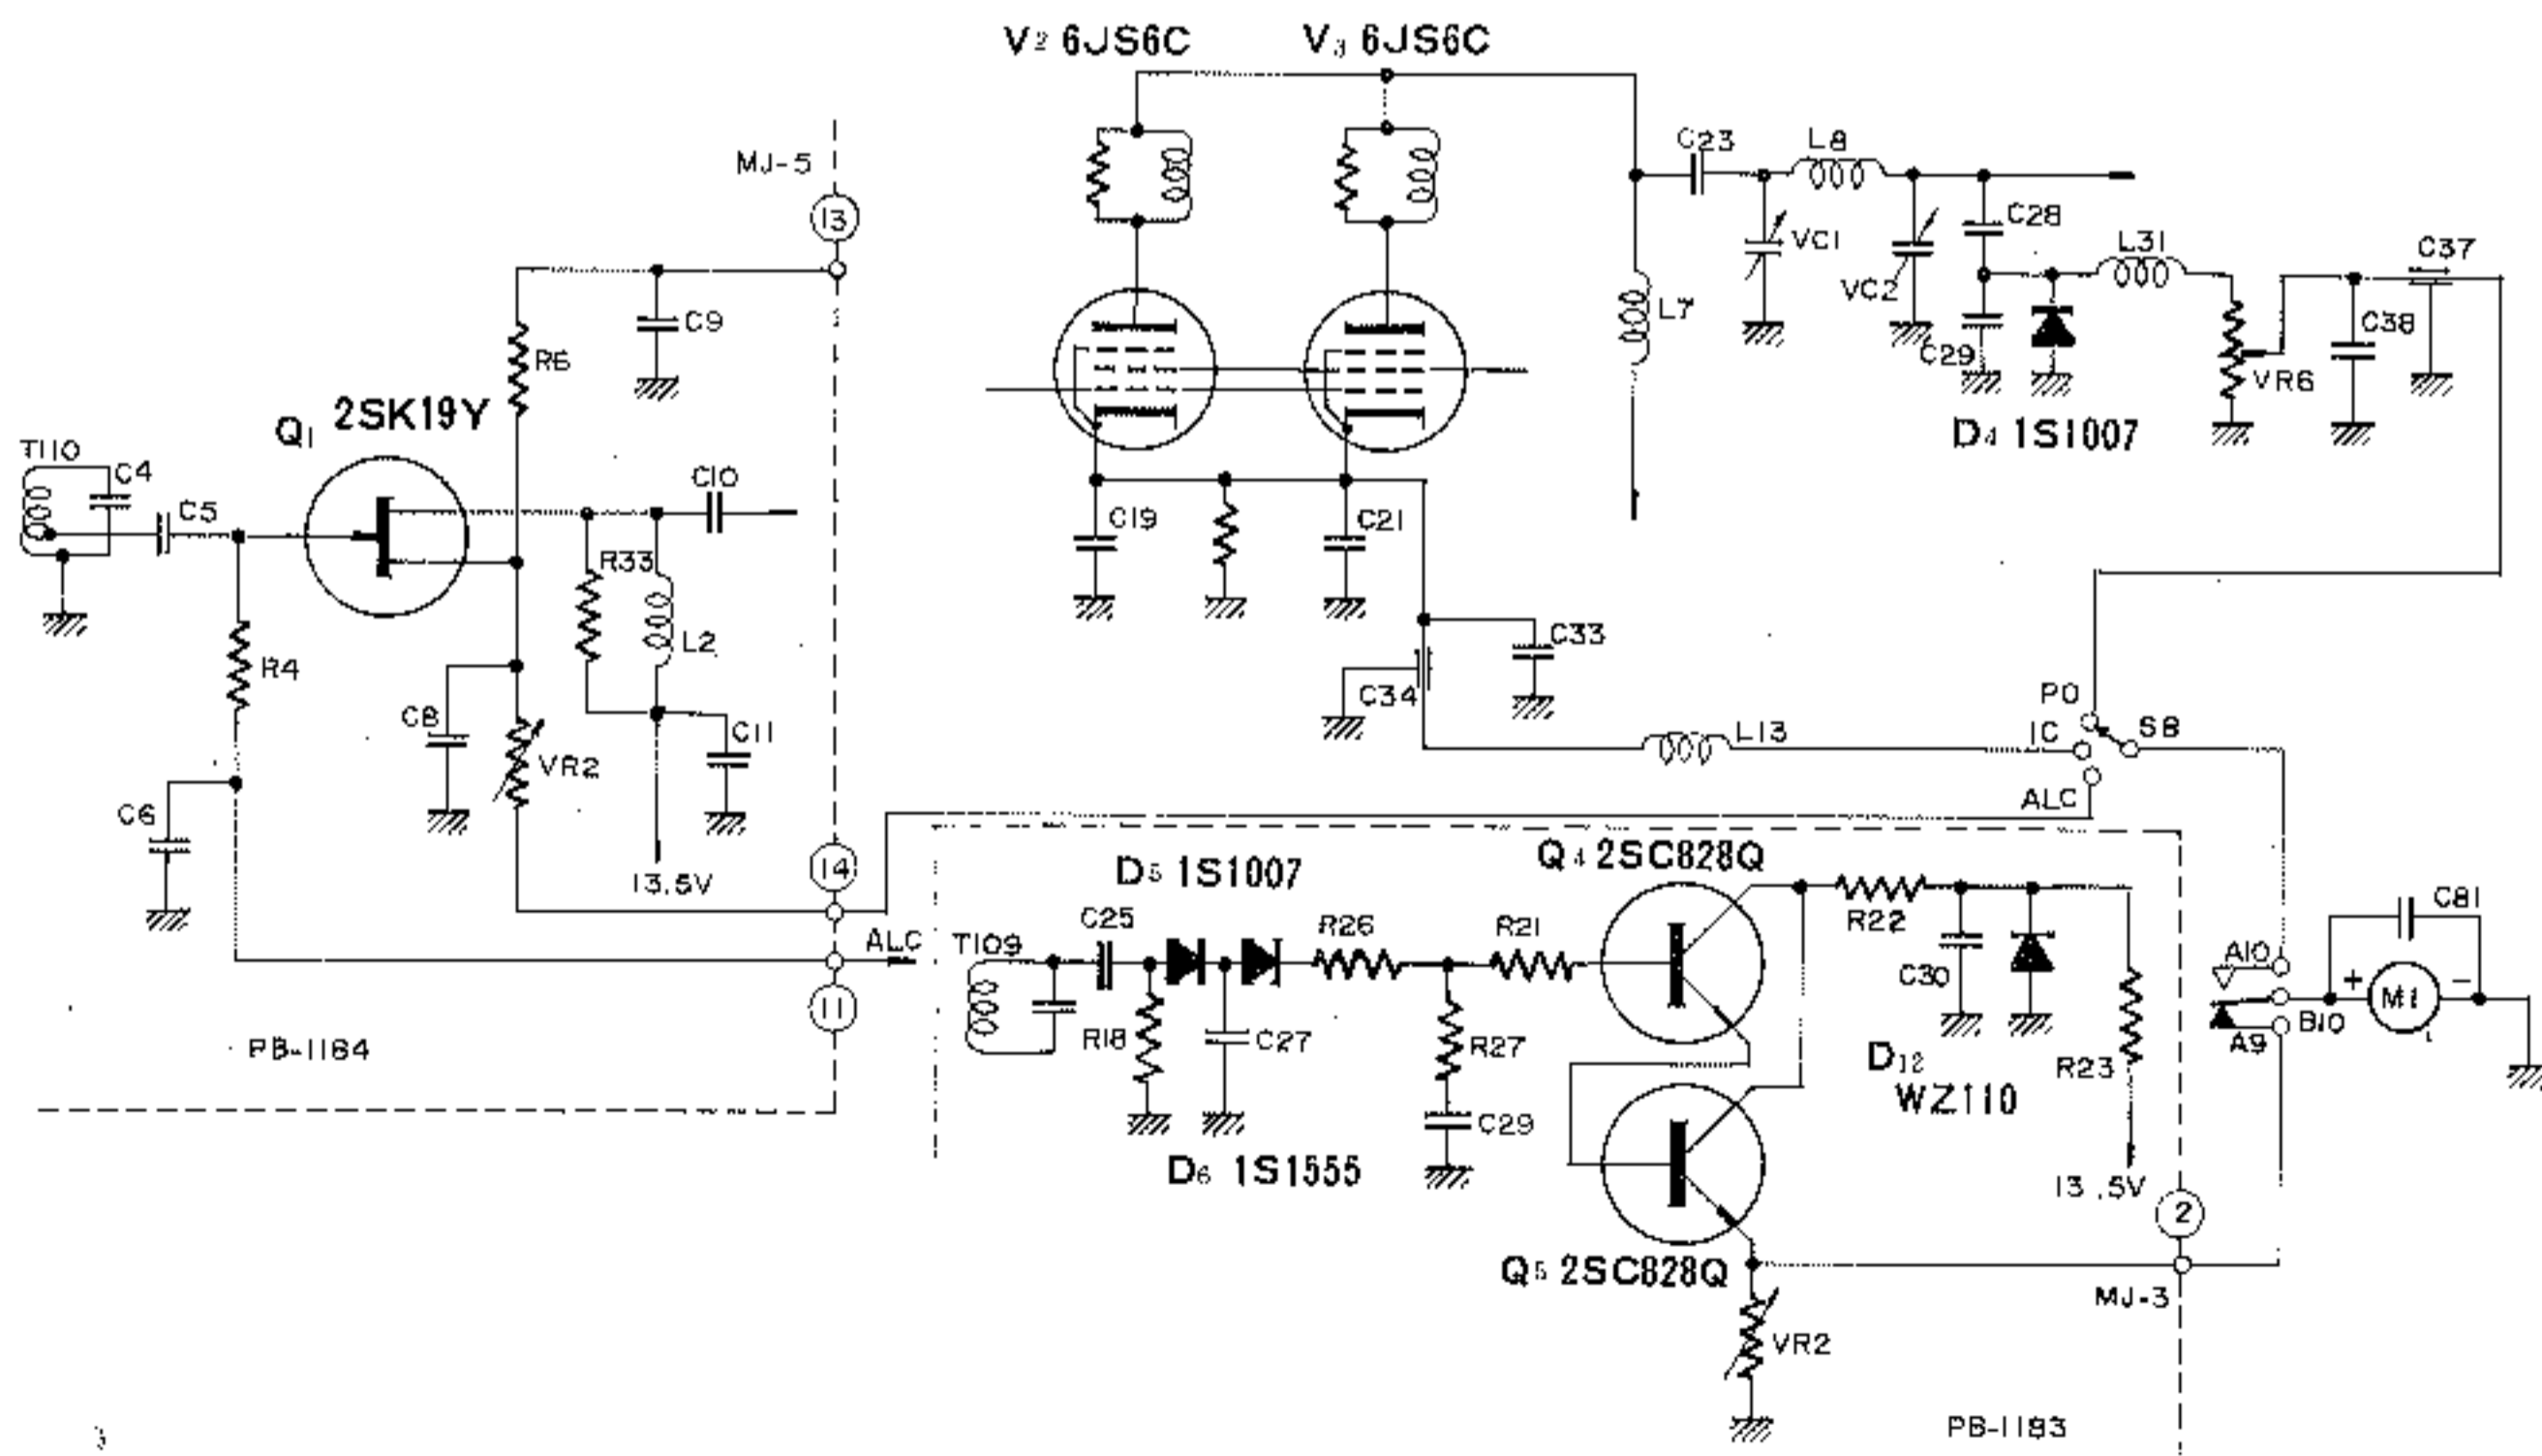 V2 6JS6C
V3 6JS6C
MJ-5
13
C23
L8
VC1
VC2
C28
L31
C37
L7
C29
C38
VR6
D4 1S1007
C9
R6
Q1 2SK19Y
T110
C4
C5
C10
R33
L2
R4
C8
VR2
C11
C6
13.5V
14
ALC
11
PB-1184
C19
C21
C33
C34
L13
PO
IC
S8
ALC
D5 1S1007
T109
C25
R18
C27
D6 1S1555
R26
R21
R27
C29
Q4 2SC828Q
R22
C30
D12
WZ110
R23
13.5V
2
Q5 2SC828Q
MJ-3
VR2
PB-1183
C81
A10
+
M1
-
B10
A9